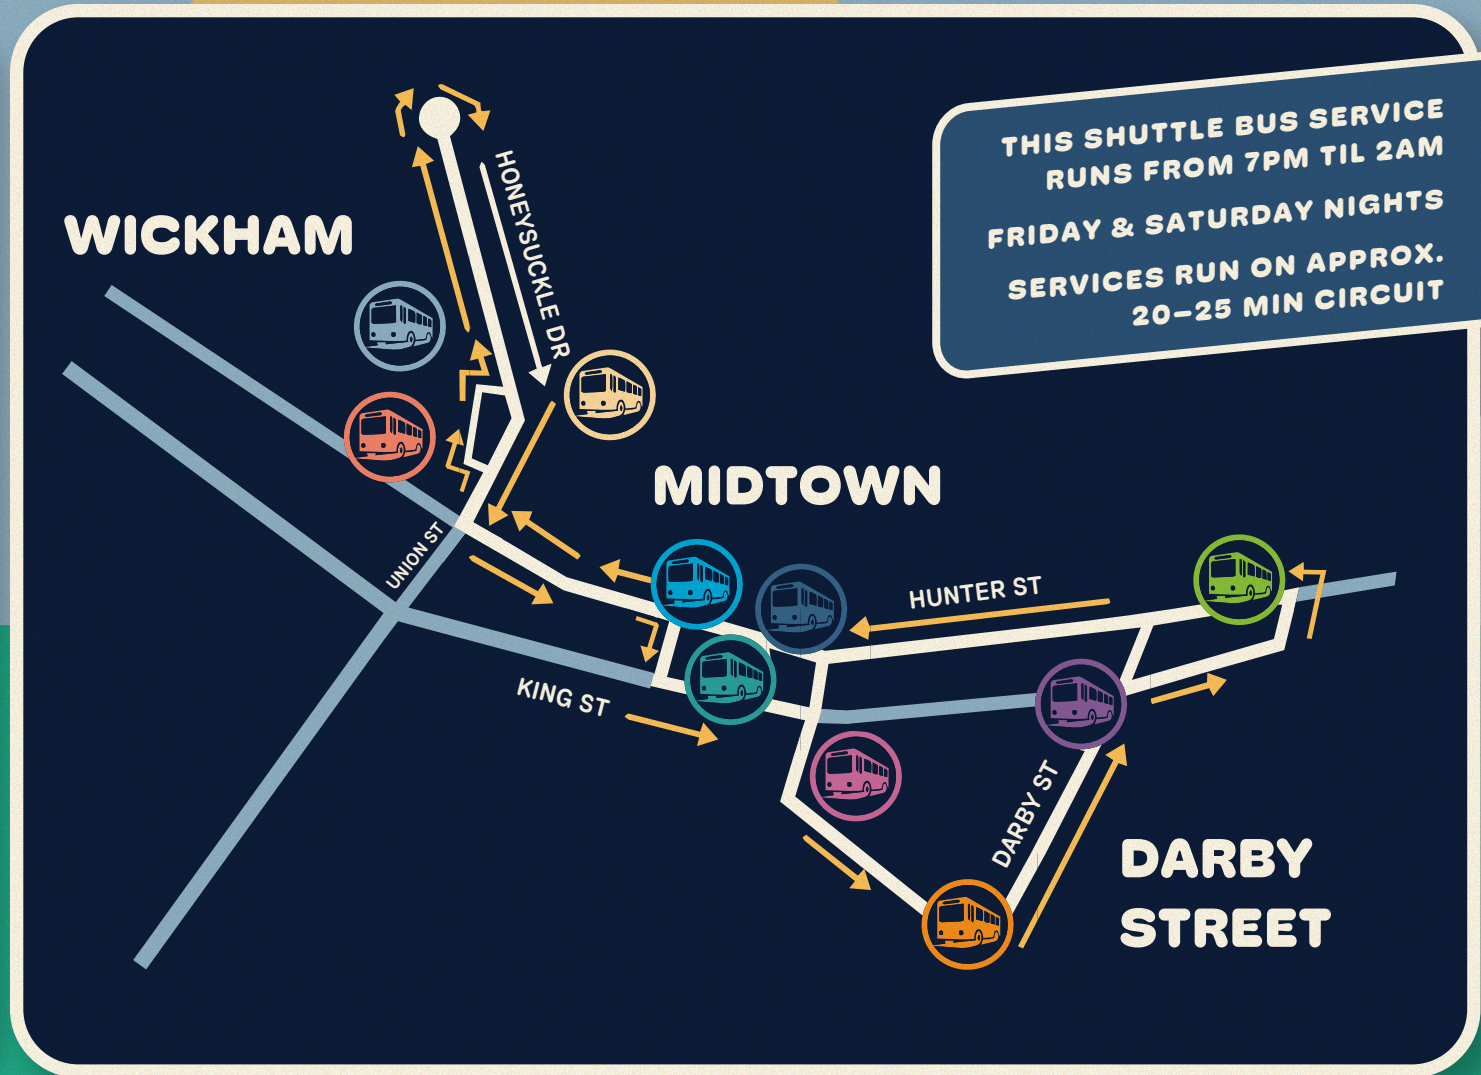 THIS SHUTTLE BUS SERVICE
RUNS FROM 7PM TIL 2AM
FRIDAY & SATURDAY NIGHTS
SERVICES RUN ON APPROX.
20–25 MIN CIRCUIT
WICKHAM
HONEYSUCKLE DR
MIDTOWN
UNION ST
HUNTER ST
KING ST
DARBY ST
DARBY
STREET